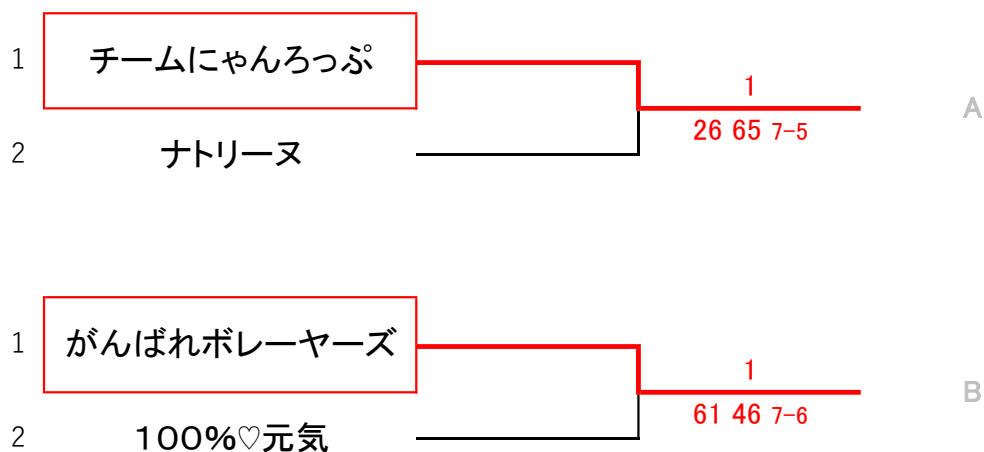 1 チームにゃんろっぷ
1
26 65 7-5
A
2 ナトリーヌ
1 がんばれボレーヤーズ
1
61 46 7-6
B
2 100%♡元気